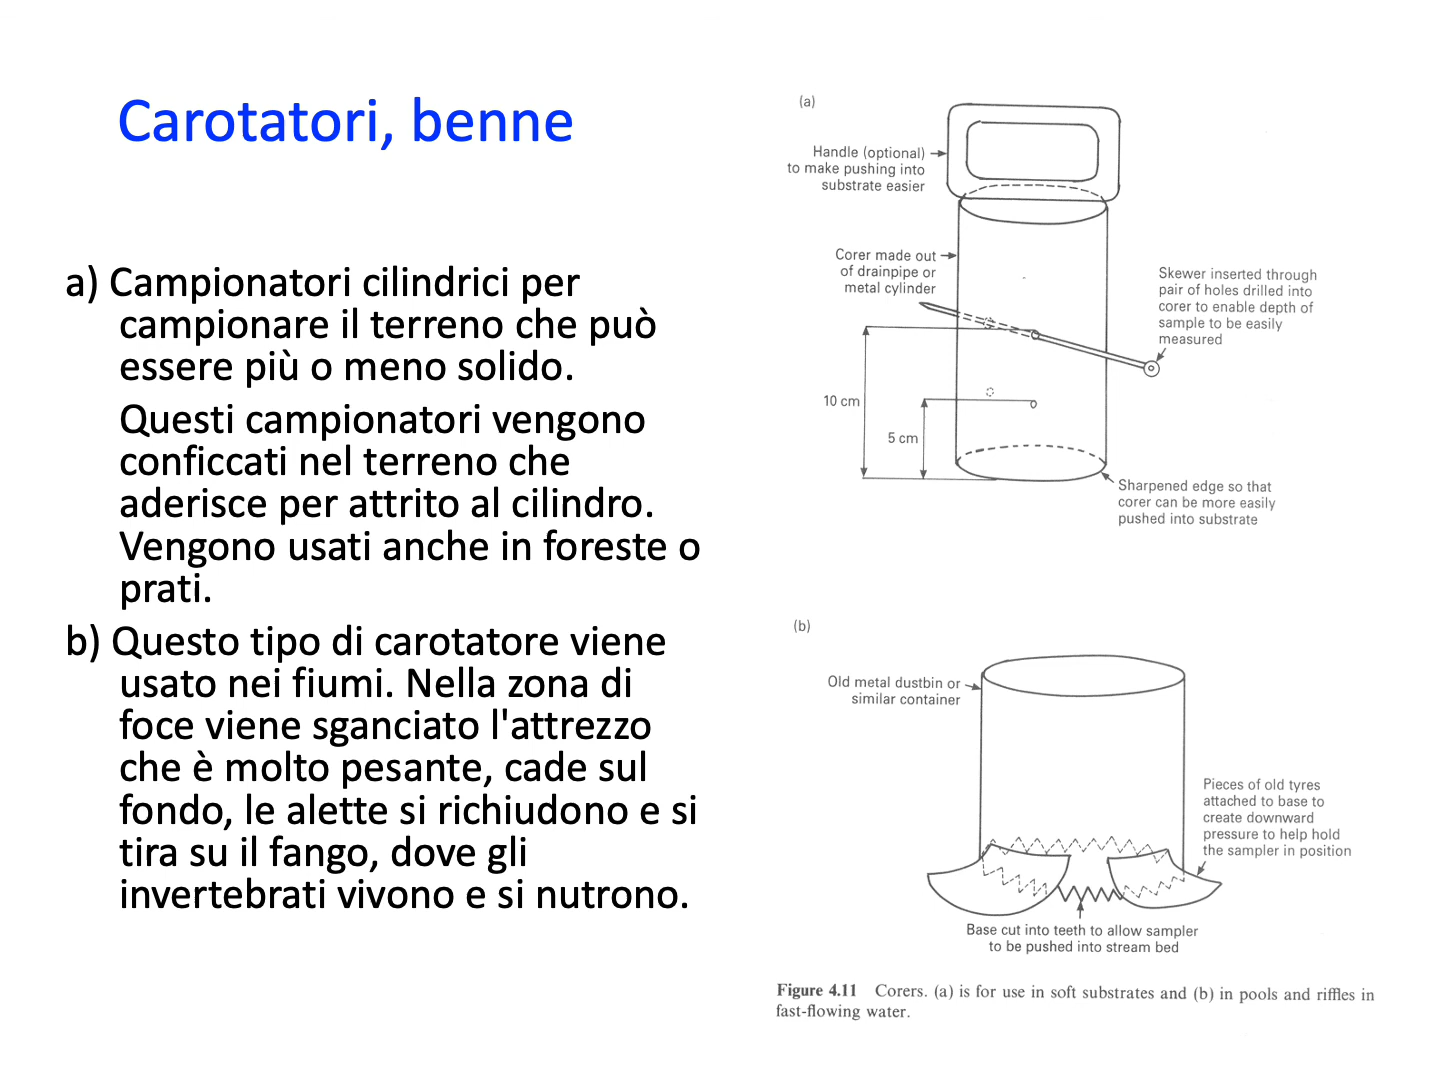 Carotatori, benne
a) Campionatori cilindrici per
campionare il terreno che può
essere più o meno solido.
Questi campionatori vengono
conficcati nel terreno che
aderisce per attrito al cilindro.
Vengono usati anche in foreste o
prati.
b) Questo tipo di carotatore viene
usato nei fiumi. Nella zona di
foce viene sganciato l'attrezzo
che è molto pesante, cade sul
fondo, le alette si richiudono e si
tira su il fango, dove gli
invertebrati vivono e si nutrono.
(a)
Handle (optional)
to make pushing into
substrate easier
Corer made out
of drainpipe or
metal cylinder
Skewer inserted through
pair of holes drilled into
corer to enable depth of
sample to be easily
measured
10 cm
5 cm
Sharpened edge so that
corer can be more easily
pushed into substrate
(b)
Old metal dustbin or
similar container
Pieces of old tyres
attached to base to
create downward
pressure to help hold
the sampler in position
Base cut into teeth to allow sampler
to be pushed into stream bed
Figure 4.11 Corers. (a) is for use in soft substrates and (b) in pools and riffles in
fast-flowing water.